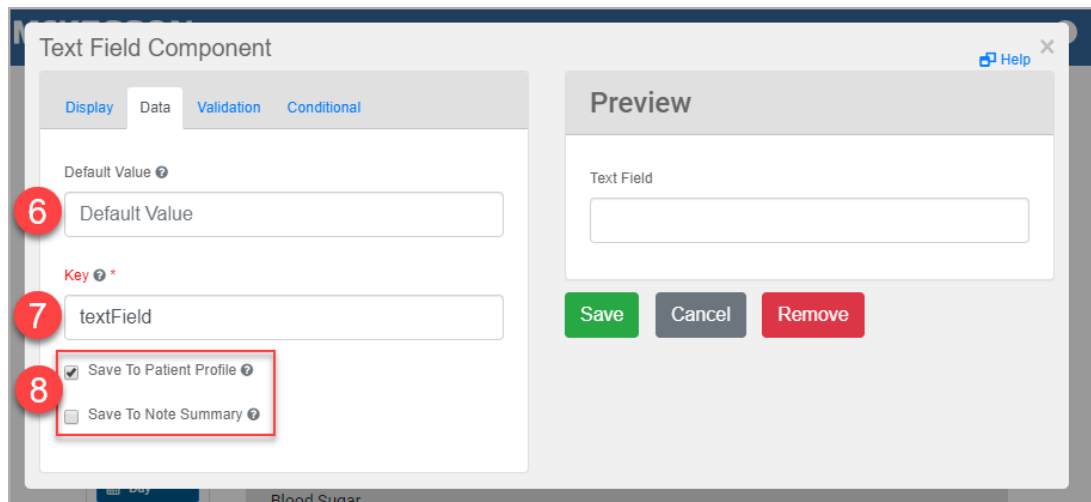 Text Field Component
Help
×
Display Data Validation Conditional
Default Value
6
Default Value
Key *
7
textField
8
Save To Patient Profile
Save To Note Summary
Preview
Text Field
Save Cancel Remove
Day
Blood Sugar